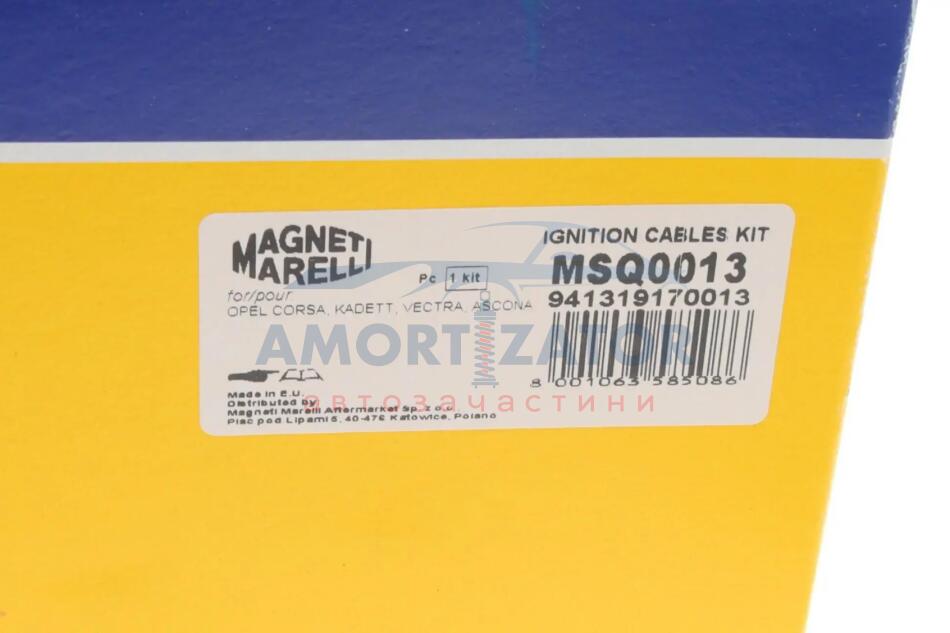 MAGNETI
MARELLI
Pc 1 kit
for/pour
OPEL CORSA, KADETT, VECTRA, ASCONA
IGNITION CABLES KIT
MSQ0013
941319170013
8 001063 585086
AMORTIZATOR
автозапчастини
Made in E.U.
Distributed by
Magneti Marelli Aftermarket Sp. z o.o.
Plac pod Lipami 5, 40-476 Katowice, Poland